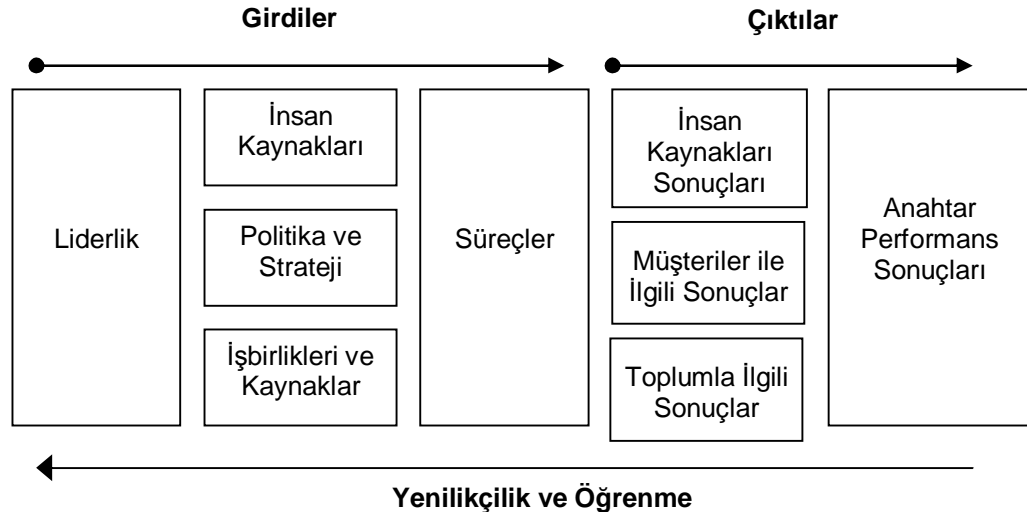 Girdiler
Çıktılar
Liderlik
İnsan
Kaynakları
Politika ve
Strateji
İşbirlikleri ve
Kaynaklar
Süreçler
İnsan
Kaynakları
Sonuçları
Müşteriler ile
İlgili Sonuçlar
Toplumla İlgili
Sonuçlar
Anahtar
Performans
Sonuçları
Yenilikçilik ve Öğrenme